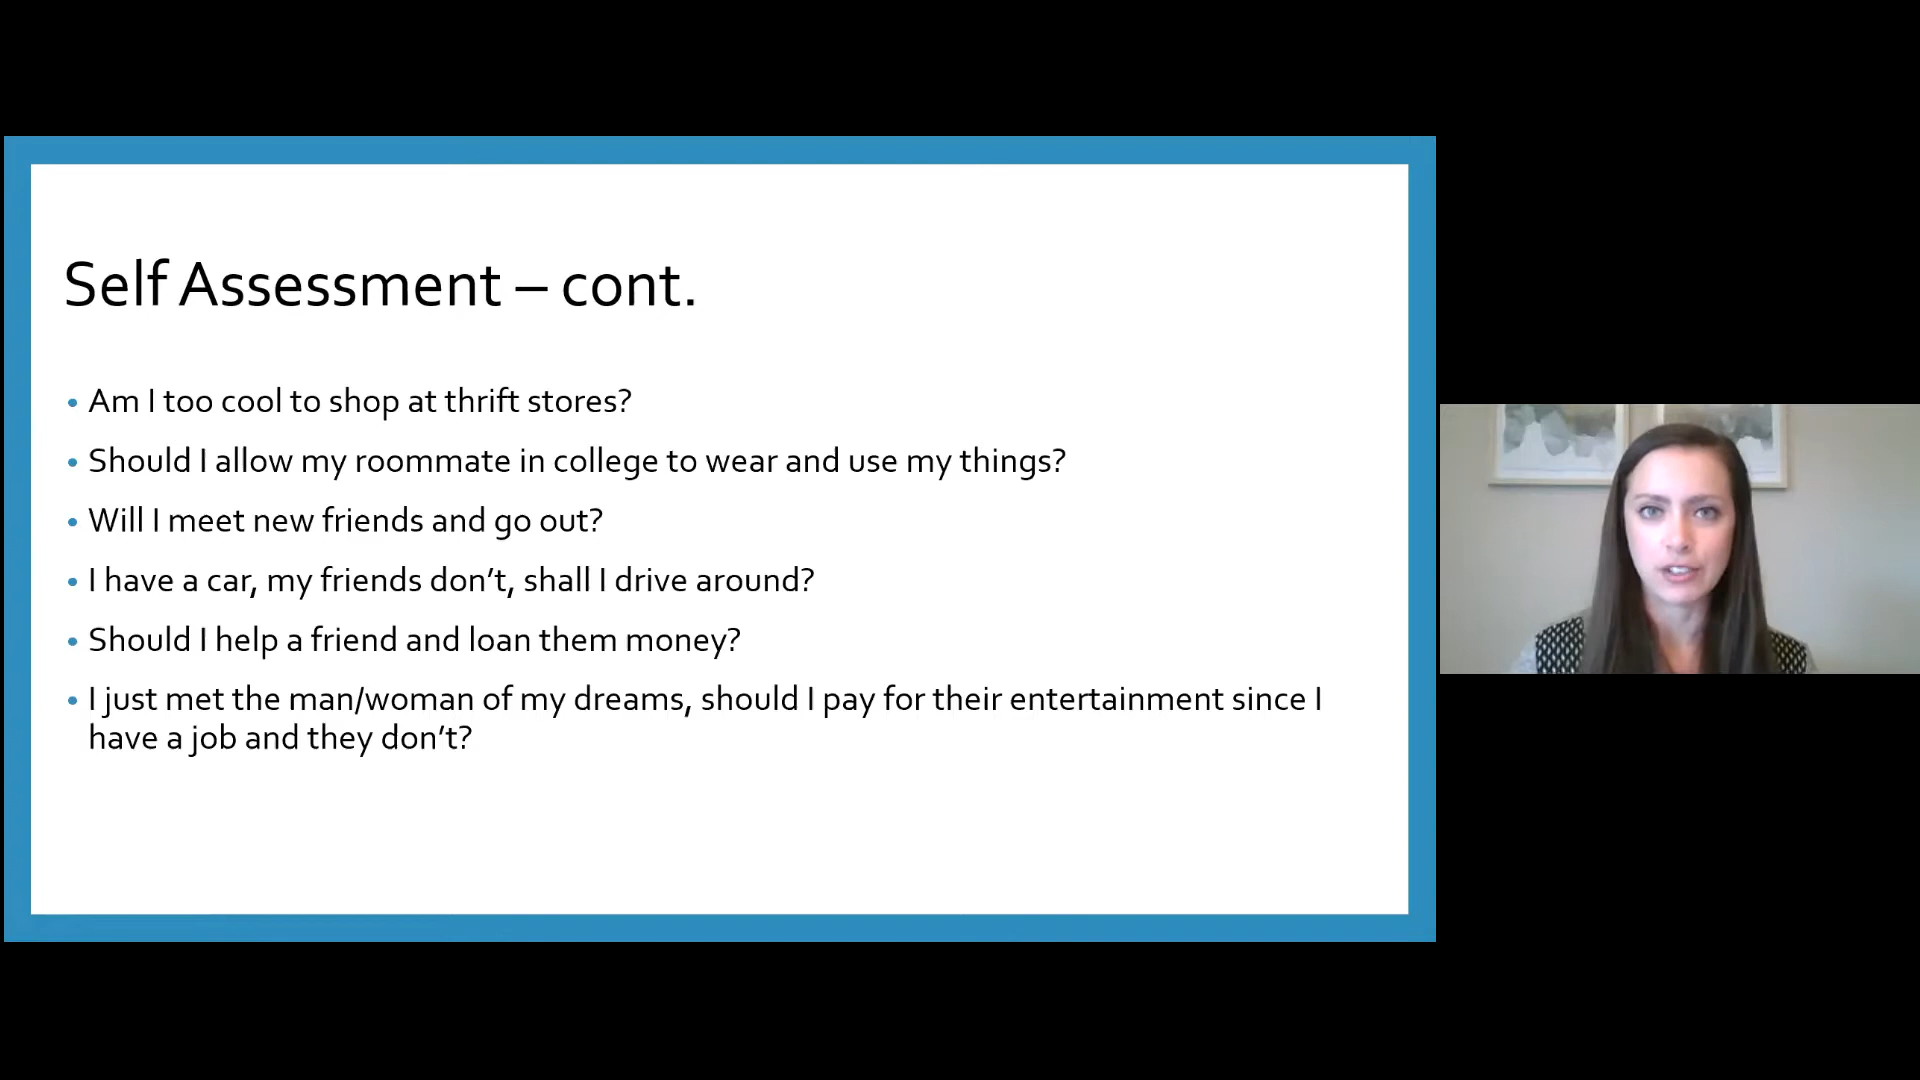 Self Assessment – cont.
• Am I too cool to shop at thrift stores?
• Should I allow my roommate in college to wear and use my things?
• Will I meet new friends and go out?
• I have a car, my friends don’t, shall I drive around?
• Should I help a friend and loan them money?
• I just met the man/woman of my dreams, should I pay for their entertainment since I
have a job and they don’t?